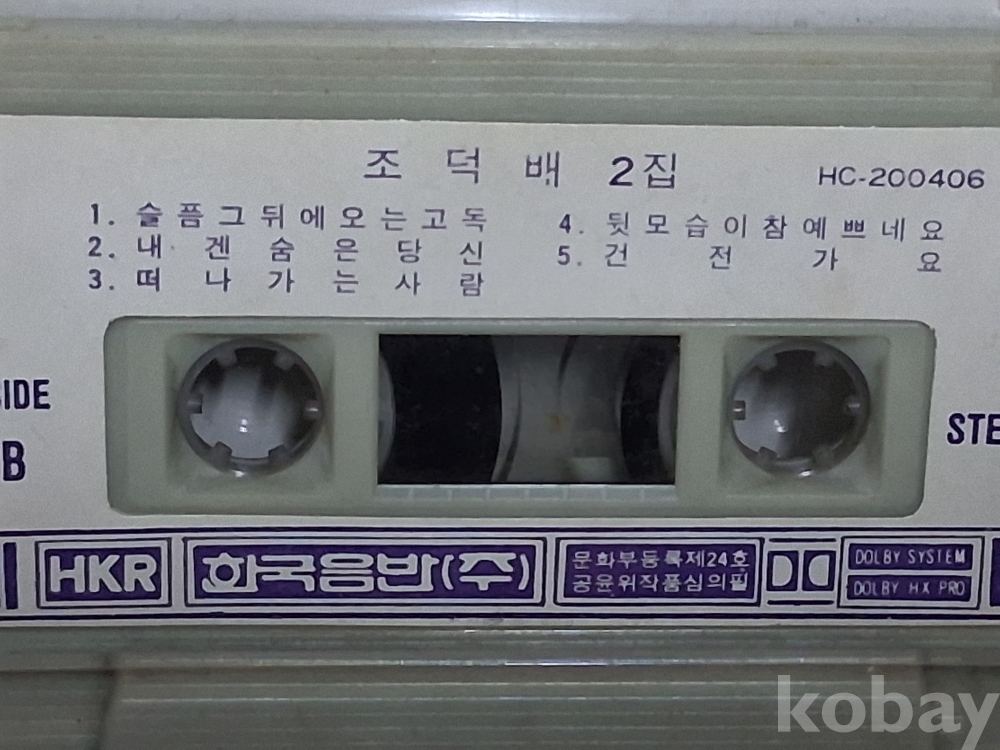 조덕배 2집
HC-200406
1. 슬픔그뒤에오는고독
2. 내겐숨은당신
3. 떠나가는사람
4. 뒷모습이참예쁘네요
5. 건전가요
SIDE
B
STE
HKR
한국음반(주)
문화부등록제24호
공윤위작품심의필
DOLBY SYSTEM
DOLBY HX PRO
kobay